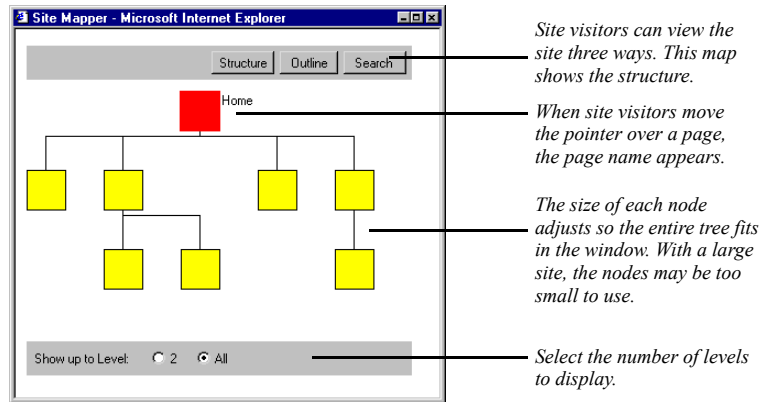 Site Mapper - Microsoft Internet Explorer
Structure Outline Search
Home
Show up to Level: 2 All
Site visitors can view the
site three ways. This map
shows the structure.
When site visitors move
the pointer over a page,
the page name appears.
The size of each node
adjusts so the entire tree fits
in the window. With a large
site, the nodes may be too
small to use.
Select the number of levels
to display.